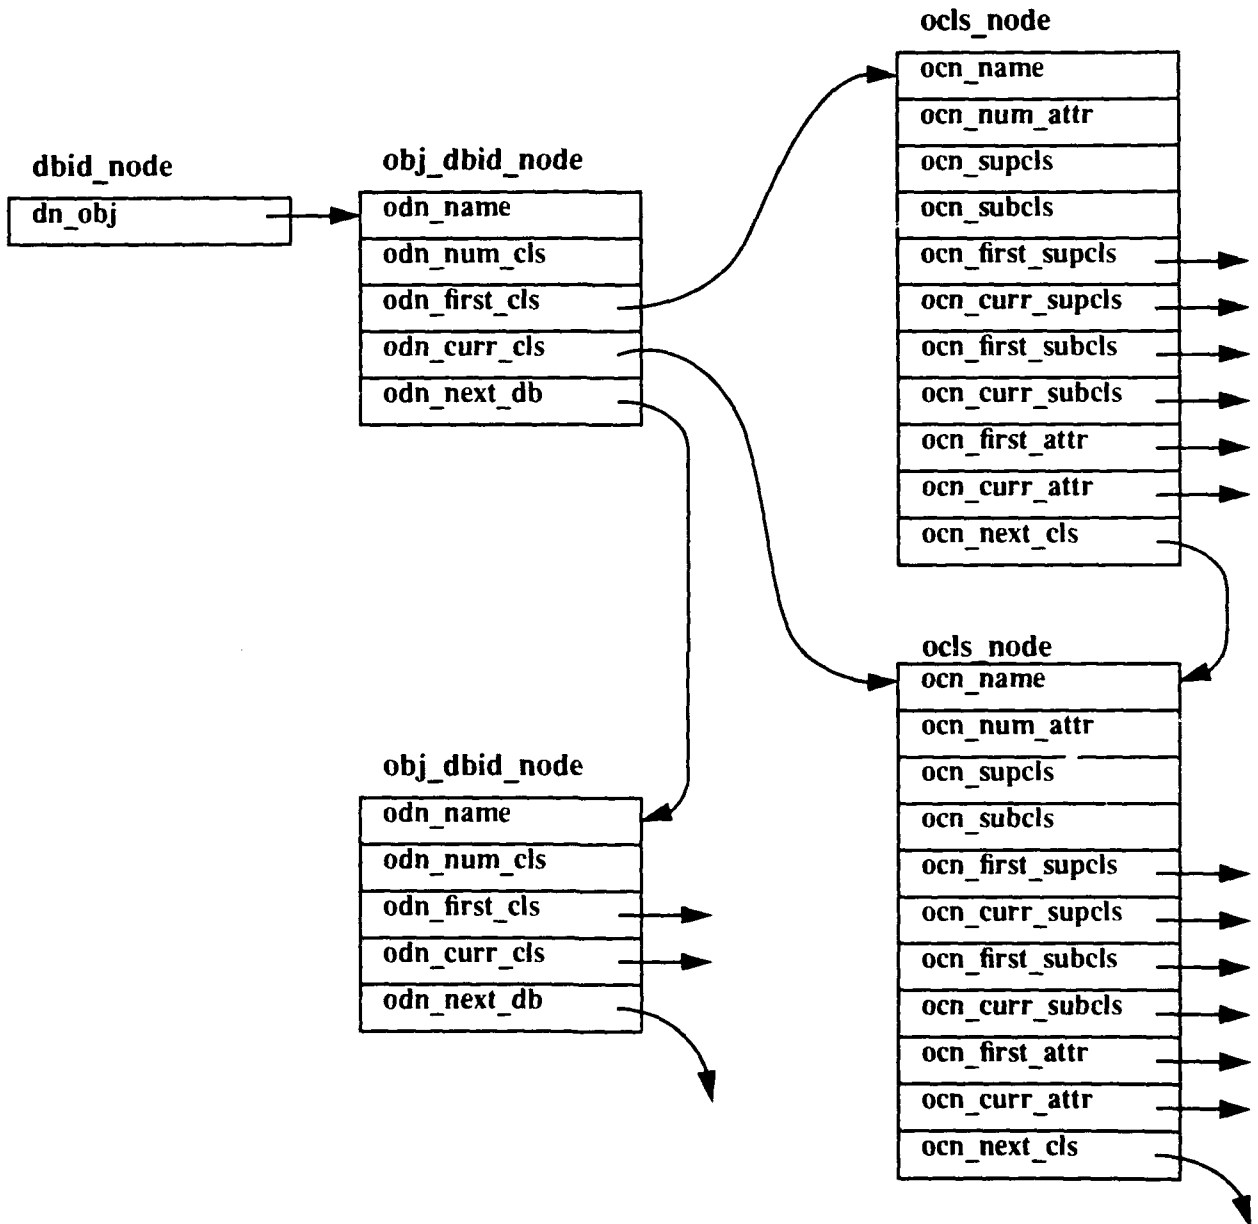 dbid_node
dn_obj
obj_dbid_node
odn_name
odn_num_cls
odn_first_cls
odn_curr_cls
odn_next_db
obj_dbid_node
odn_name
odn_num_cls
odn_first_cls
odn_curr_cls
odn_next_db
ocls_node
ocn_name
ocn_num_attr
ocn_supcls
ocn_subcls
ocn_first_supcls
ocn_curr_supcls
ocn_first_subcls
ocn_curr_subcls
ocn_first_attr
ocn_curr_attr
ocn_next_cls
ocls_node
ocn_name
ocn_num_attr
ocn_supcls
ocn_subcls
ocn_first_supcls
ocn_curr_supcls
ocn_first_subcls
ocn_curr_subcls
ocn_first_attr
ocn_curr_attr
ocn_next_cls